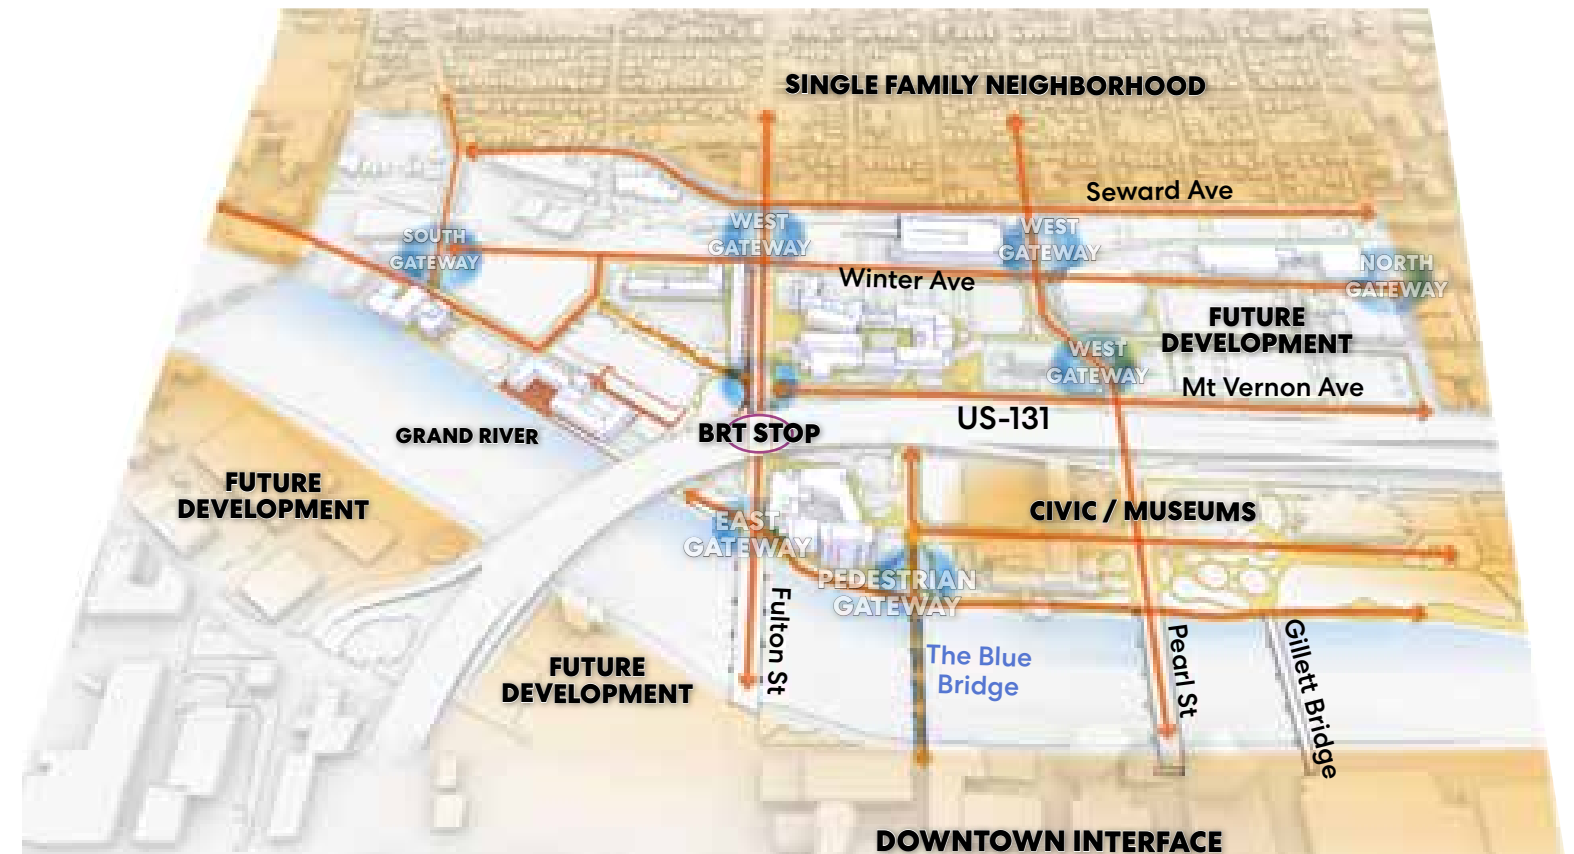 SINGLE FAMILY NEIGHBORHOOD
Seward Ave
WEST
GATEWAY
WEST
GATEWAY
SOUTH
GATEWAY
NORTH
GATEWAY
Winter Ave
FUTURE
DEVELOPMENT
WEST
GATEWAY
Mt Vernon Ave
US-131
BRT STOP
GRAND RIVER
FUTURE
DEVELOPMENT
CIVIC / MUSEUMS
EAST
GATEWAY
PEDESTRIAN
GATEWAY
Fulton St
The Blue
Bridge
Pearl St
Gillett Bridge
FUTURE
DEVELOPMENT
DOWNTOWN INTERFACE